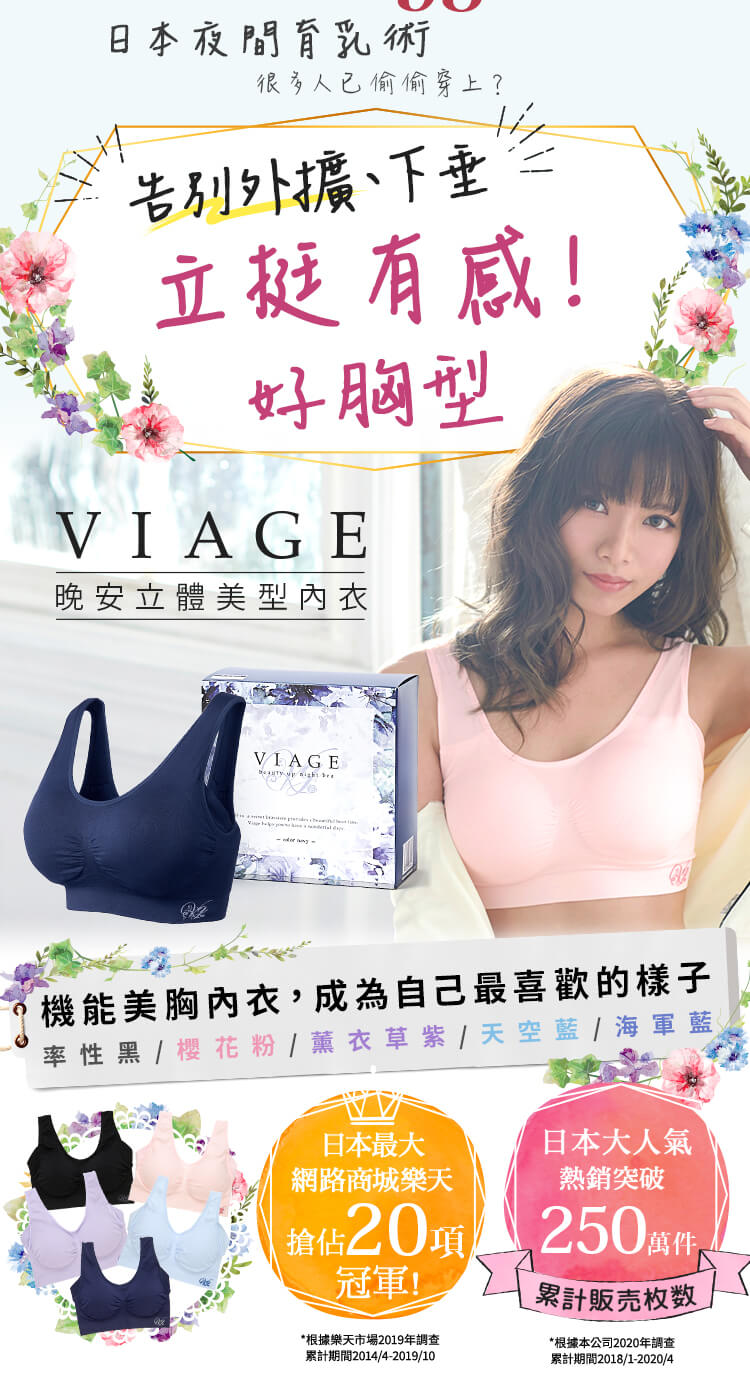 日本夜間育乳術
很多人已偷偷穿上?
告別外擴、下垂
立挺有感!
好胸型
VIAGE
晚安立體美型內衣
VIAGE
beauty up night bra
— color navy —
機能美胸內衣，成為自己最喜歡的樣子
率性黑/櫻花粉/薰衣草紫/天空藍/海軍藍
日本最大
網路商城樂天
搶佔20項
冠軍!
*根據樂天市場2019年調查
累計期間2014/4-2019/10
日本大人氣
熱銷突破
250萬件
累計販売枚数
*根據本公司2020年調查
累計期間2018/1-2020/4